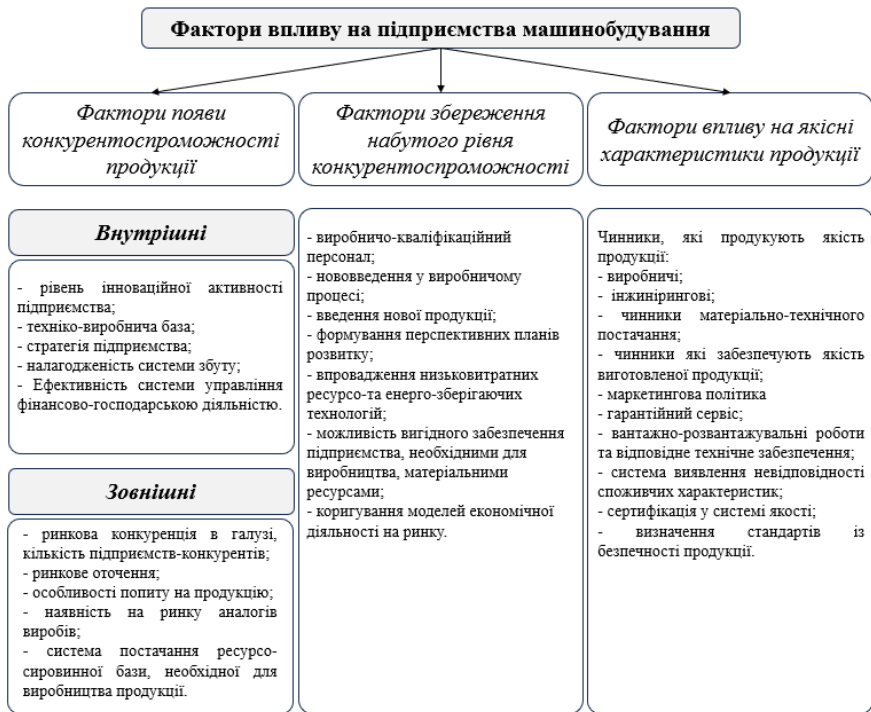 Фактори впливу на підприємства машинобудування
Фактори появи
конкурентоспроможності
продукції
Фактори збереження
набутого рівня
конкурентоспроможності
Фактори впливу на якісні
характеристики продукції
Внутрішні
- рівень інноваційної активності
підприємства;
- техніко-виробнича база;
- стратегія підприємства;
- налагодженість системи збуту;
- Ефективність системи управління
фінансово-господарською діяльністю.
Зовнішні
- ринкова конкуренція в галузі,
кількість підприємств-конкурентів;
- ринкове оточення;
- особливості попиту на продукцію;
- наявність на ринку аналогів
виробів;
- система постачання ресурсо-
сировинної бази, необхідної для
виробництва продукції.
- виробничо-кваліфікаційний
персонал;
- нововведення у виробничому
процесі;
- введення нової продукції;
- формування перспективних планів
розвитку;
- впровадження низьковитратних
ресурсо-та енерго-зберігаючих
технологій;
- можливість вигідного забезпечення
підприємства, необхідними для
виробництва, матеріальними
ресурсами;
- коригування моделей економічної
діяльності на ринку.
Чинники, які продукують якість
продукції:
- виробничі;
- інжинірингові;
- чинники матеріально-технічного
постачання;
- чинники які забезпечують якість
виготовленої продукції;
- маркетингова політика
- гарантійний сервіс;
- вантажно-розвантажувальні роботи
та відповідне технічне забезпечення;
- система виявлення невідповідності
споживчих характеристик;
- сертифікація у системі якості;
- визначення стандартів із
безпечності продукції.